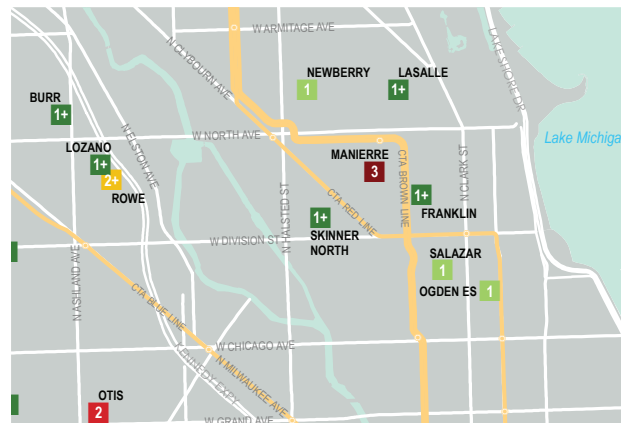 W ARMITAGE AVE
LAKE SHORE DR
N CLYBOURN AVE
NEWBERRY
1
LASALLE
1+
BURR
1+
N ELSTON AVE
W NORTH AVE
Lake Michiga
LOZANO
1+
2+
ROWE
MANIERRE
3
CTA BROWN LINE
N CLARK ST
1+
FRANKLIN
CTA RED LINE
N HALSTED ST
1+
SKINNER
NORTH
W DIVISION ST
N ASHLAND AVE
SALAZAR
1
OGDEN ES
1
CTA BLUE LINE
W CHICAGO AVE
KENNEDY EXPY
N MILWAUKEE AVE
OTIS
2
W GRAND AVE